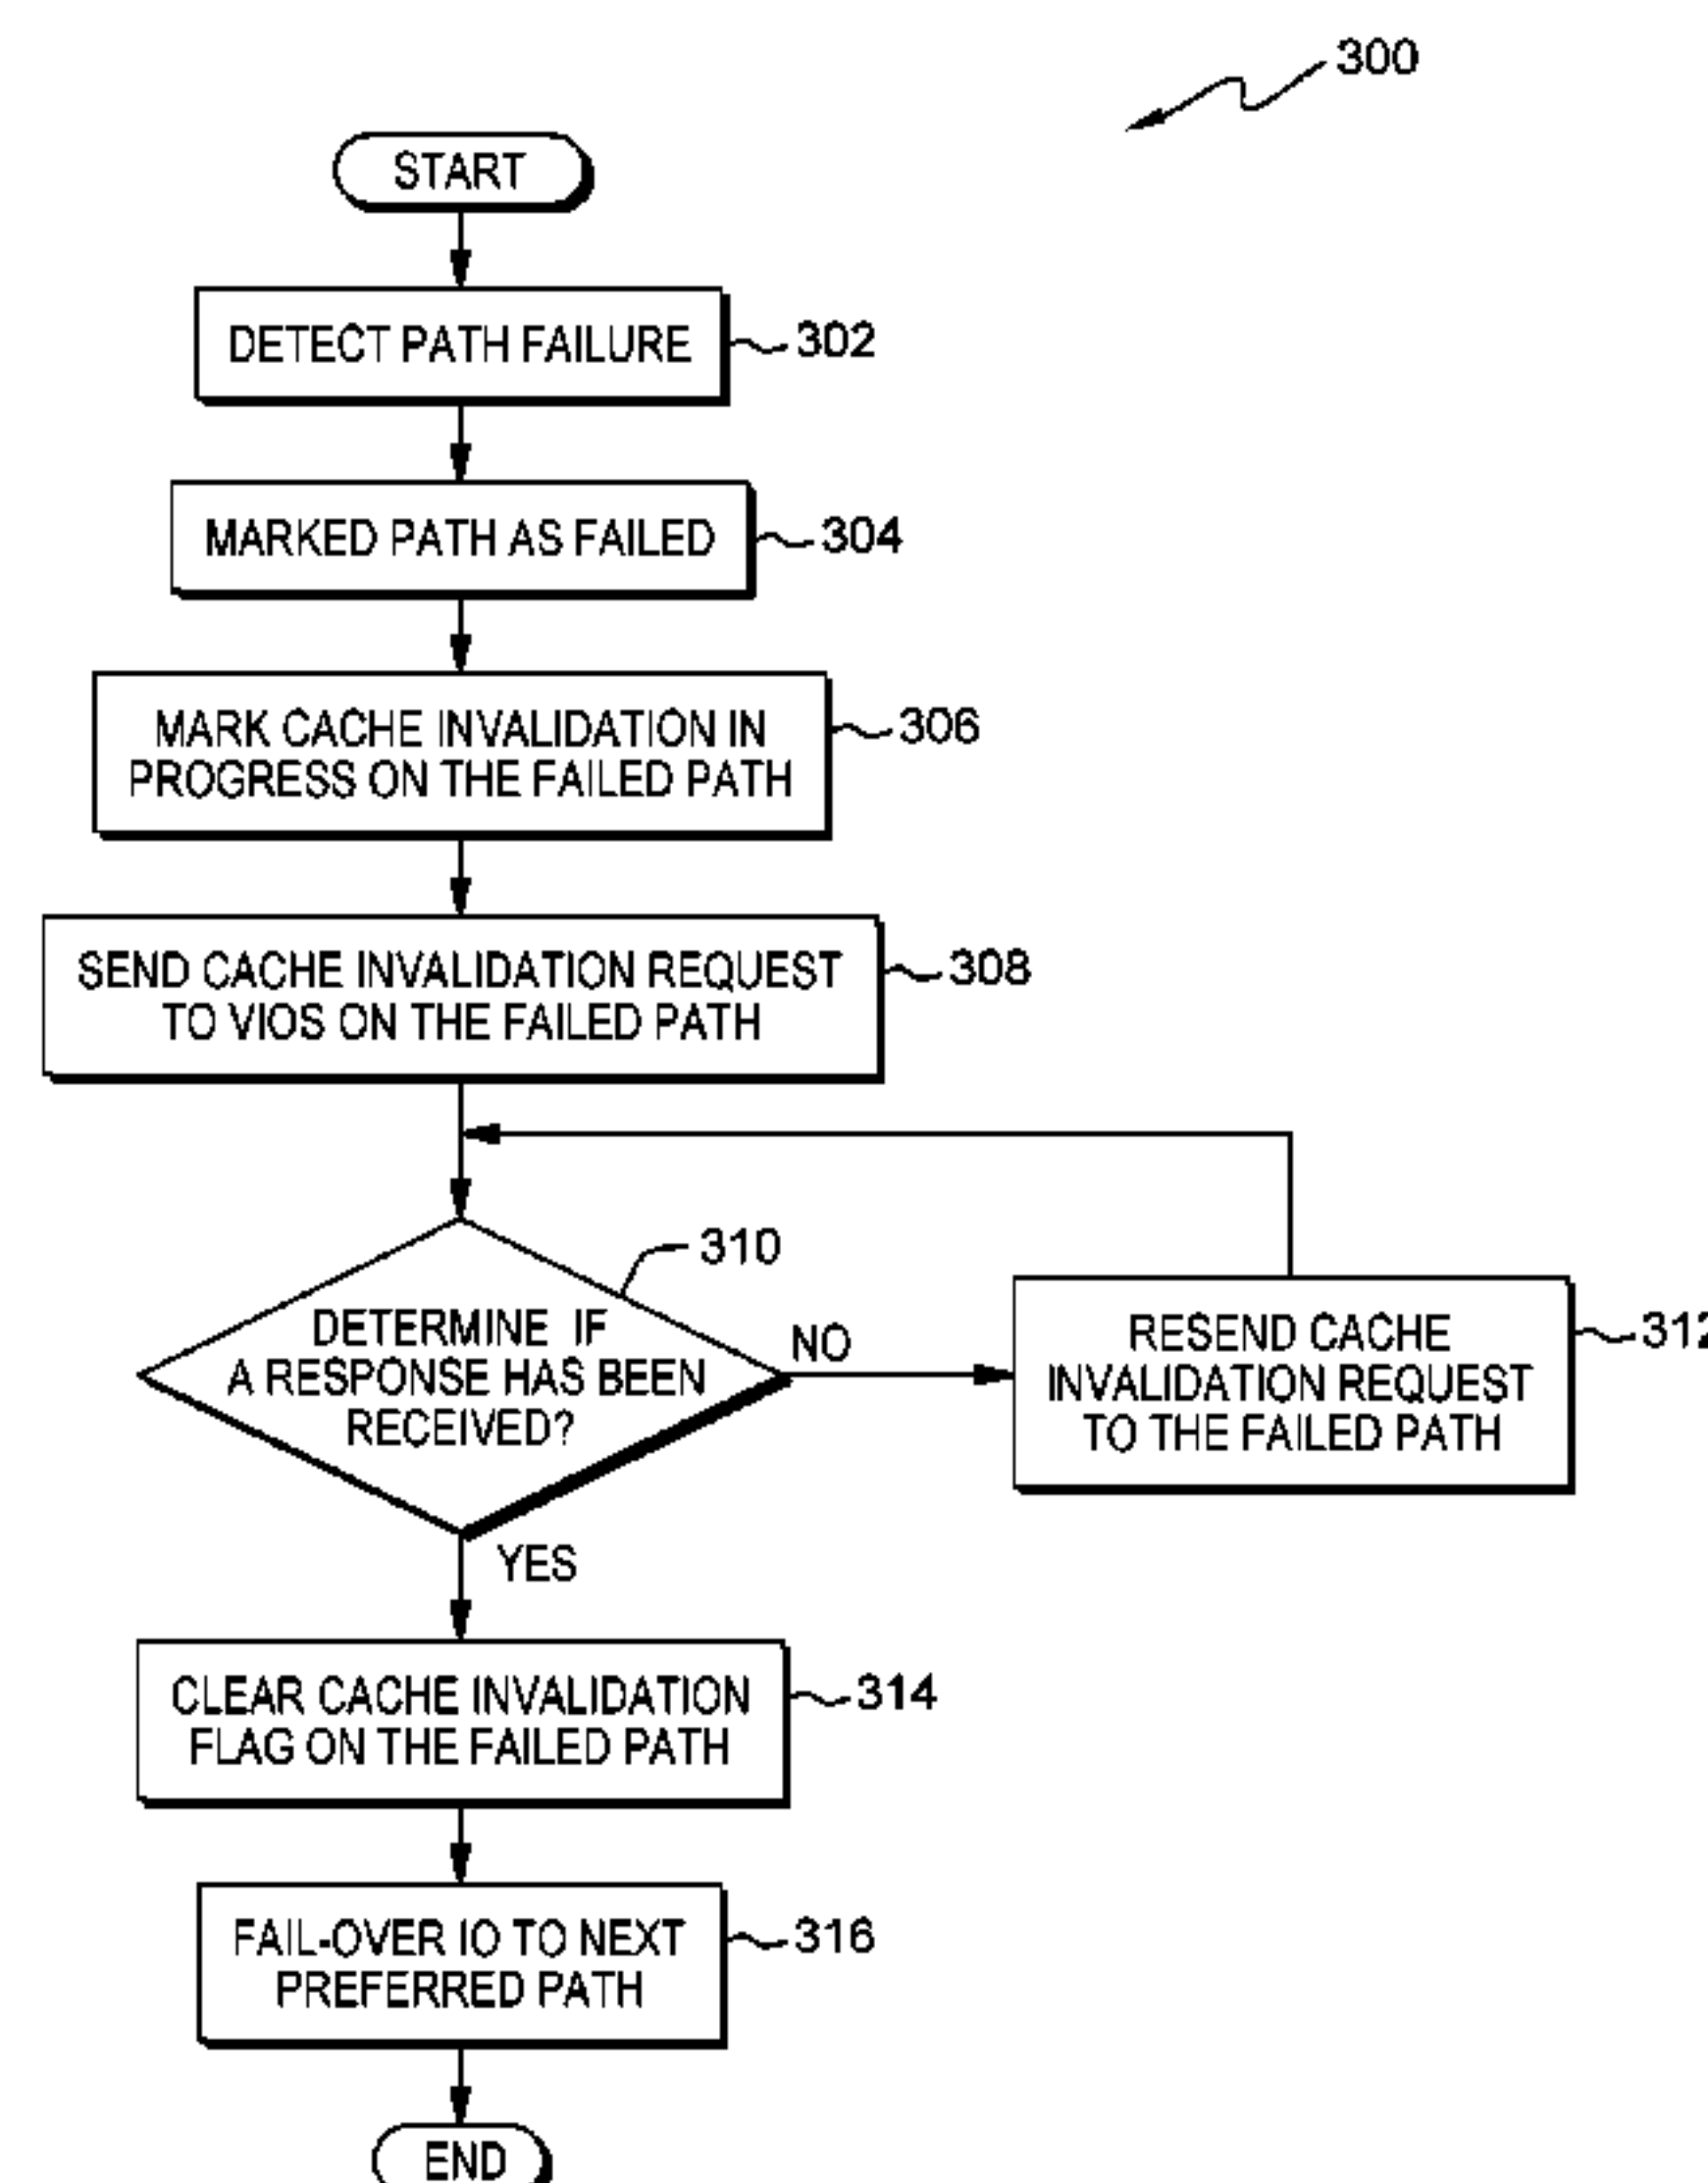 300
START
DETECT PATH FAILURE
302
MARKED PATH AS FAILED
304
MARK CACHE INVALIDATION IN
PROGRESS ON THE FAILED PATH
306
SEND CACHE INVALIDATION REQUEST
TO VIOS ON THE FAILED PATH
308
310
DETERMINE IF
A RESPONSE HAS BEEN
RECEIVED?
NO
RESEND CACHE
INVALIDATION REQUEST
TO THE FAILED PATH
312
YES
CLEAR CACHE INVALIDATION
FLAG ON THE FAILED PATH
314
FAIL-OVER IO TO NEXT
PREFERRED PATH
316
END